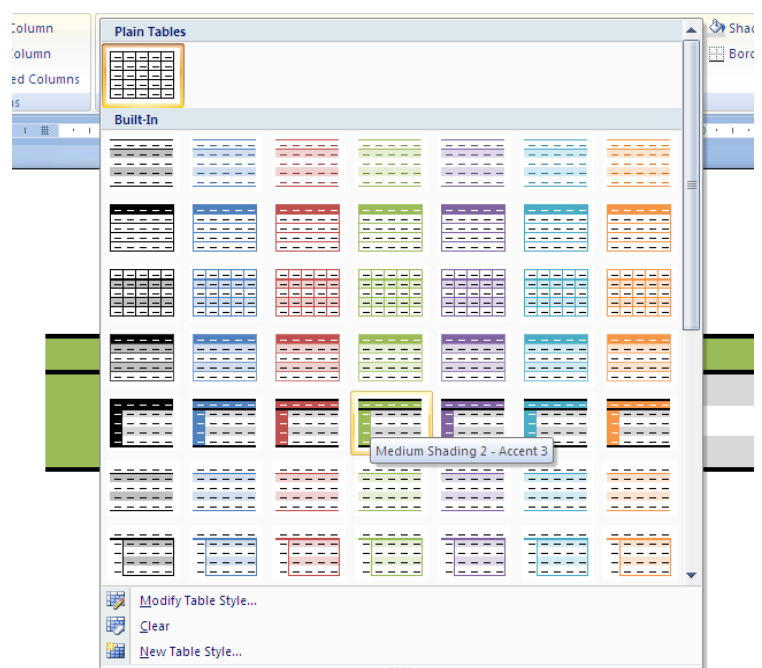 Column
Column
ed Columns
ns
Plain Tables
Shad
Bord
Built-In
Medium Shading 2 - Accent 3
Modify Table Style...
Clear
New Table Style...